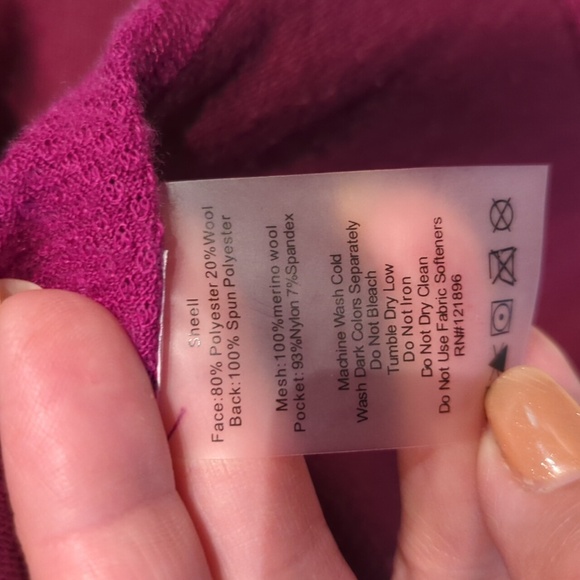 Sheell
Face:80% Polyester 20%Wool
Back:100% Spun Polyester
Mesh:100%merino wool
Pocket:93%Nylon 7%Spandex
Machine Wash Cold
Wash Dark Colors Separately
Do Not Bleach
Tumble Dry Low
Do Not Iron
Do Not Dry Clean
Do Not Use Fabric Softeners
RN#121896